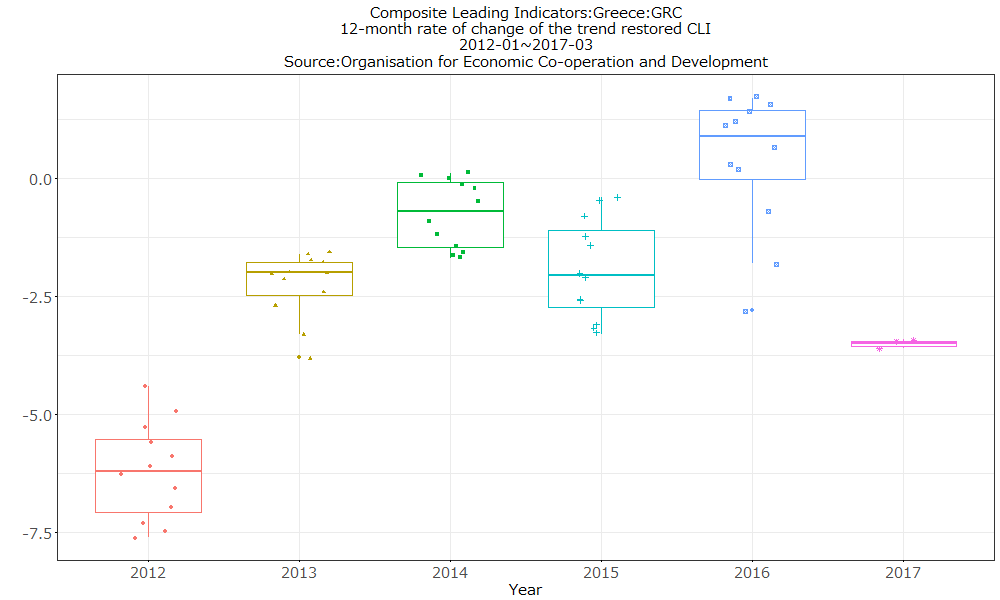 Composite Leading Indicators:Greece:GRC
12-month rate of change of the trend restored CLI
2012-01~2017-03
Source:Organisation for Economic Co-operation and Development
0.0
-2.5
-5.0
-7.5
2012 2013 2014 2015 2016 2017
Year